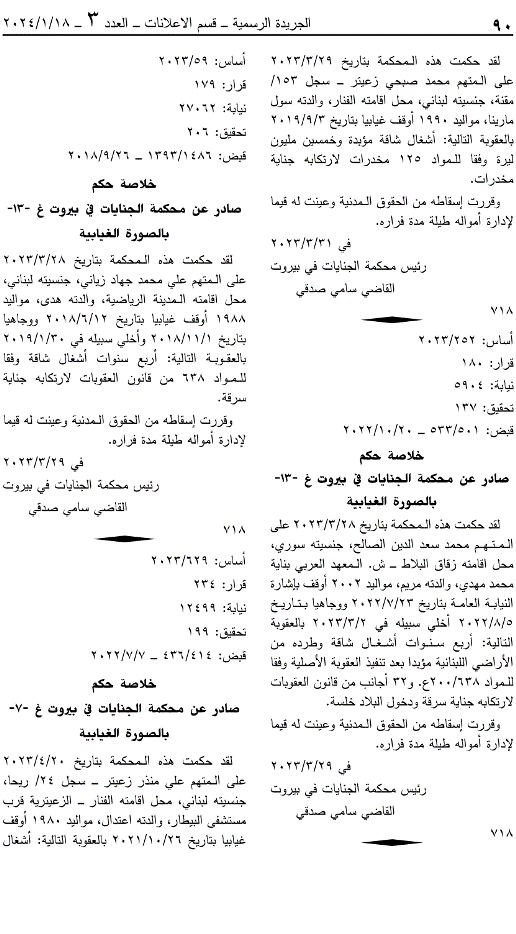 ٩٠
الجريدة الرسمية ــ قسم الاعلانات ــ العدد ٣ ــ ٢٠٢٤/١/١٨
لقد حكمت هذه المحكمة بتاريخ ٢٠٢٣/٣/٢٩
على المتهم محمد صبحي زعيتر ــ سجل ١٥٣/
مقنة، جنسيته لبناني، محل اقامته الفنار، والدته سول
مارينا، مواليد ١٩٩٠ أوقف غيابيا بتاريخ ٢٠١٩/٩/٣
بالعقوبة التالية: أشغال شاقة مؤبدة وخمسين مليون
ليرة وفقا للمواد ١٢٥ مخدرات لارتكابه جناية
مخدرات.
وقررت إسقاطه من الحقوق المدنية وعينت له قيما
لإدارة أمواله طيلة مدة فراره.
في ٢٠٢٣/٣/٣١
رئيس محكمة الجنايات في بيروت
القاضي سامي صدقي
٧١٨
أساس: ٢٠٢٣/٢٥٢
قرار: ١٨٠
نيابة: ٥٩٠٤
تحقيق: ١٣٧
قبض: ٥٣٣/٥٠١ ــ ٢٠٢٢/١٠/٢٠
خلاصة حكم
صادر عن محكمة الجنايات في بيروت غ -١٣-
بالصورة الغيابية
لقد حكمت هذه المحكمة بتاريخ ٢٠٢٣/٣/٢٨ على
المتهم محمد سعد الدين الصالح، جنسيته سوري،
محل اقامته زقاق البلاط ــ ش. المعهد العربي بناية
محمد مهدي، والدته مريم، مواليد ٢٠٠٢ أوقف بإشارة
النيابة العامة بتاريخ ٢٠٢٢/٧/٢٣ ووجاهيا بتاريخ
٢٠٢٢/٨/٥ أخلي سبيله في ٢٠٢٣/٢/٢ بالعقوبة
التالية: أربع سنوات أشغال شاقة وطرده من
الأراضي اللبنانية مؤبدا بعد تنفيذ العقوبة الأصلية وفقا
للمواد ٢٠٠/٦٣٨ع. و٣٢ أجانب من قانون العقوبات
لارتكابه جناية سرقة ودخول البلاد خلسة.
وقررت إسقاطه من الحقوق المدنية وعينت له قيما
لإدارة أمواله طيلة مدة فراره.
في ٢٠٢٣/٣/٢٩
رئيس محكمة الجنايات في بيروت
القاضي سامي صدقي
٧١٨
أساس: ٢٠٢٣/٥٩
قرار: ١٧٩
نيابة: ٢٧٠٦٢
تحقيق: ٢٠٦
قبض: ١٣٩٣/١٤٨٦ ــ ٢٠١٨/٩/٢٦
خلاصة حكم
صادر عن محكمة الجنايات في بيروت غ -١٣-
بالصورة الغيابية
لقد حكمت هذه المحكمة بتاريخ ٢٠٢٣/٣/٢٨
على المتهم علي محمد جهاد زياني، جنسيته لبناني،
محل اقامته المدينة الرياضية، والدته هدى، مواليد
١٩٨٨ أوقف غيابيا بتاريخ ٢٠١٨/٦/١٢ ووجاهيا
بتاريخ ٢٠١٨/١١/١ وأخلي سبيله في ٢٠١٩/١/٣٠
بالعقوبة التالية: أربع سنوات أشغال شاقة وفقا
للمواد ٦٣٨ من قانون العقوبات لارتكابه جناية
سرقة.
وقررت إسقاطه من الحقوق المدنية وعينت له قيما
لإدارة أمواله طيلة مدة فراره.
في ٢٠٢٣/٣/٢٩
رئيس محكمة الجنايات في بيروت
القاضي سامي صدقي
٧١٨
أساس: ٢٠٢٣/٦٢٩
قرار: ٢٣٤
نيابة: ١٢٤٩٩
تحقيق: ١٩٩
قبض: ٤٣٦/٤١٤ ــ ٢٠٢٢/٧/٧
خلاصة حكم
صادر عن محكمة الجنايات في بيروت غ -٧-
بالصورة الغيابية
لقد حكمت هذه المحكمة بتاريخ ٢٠٢٣/٤/٢٠
على المتهم علي منذر زعيتر ــ سجل ٢٤/ ريحا،
جنسيته لبناني، محل اقامته الفنار ــ الزعيترية قرب
مستشفى البيطار، والدته اعتدال، مواليد ١٩٨٠ أوقف
غيابيا بتاريخ ٢٠٢١/١٠/٢٦ بالعقوبة التالية: أشغال